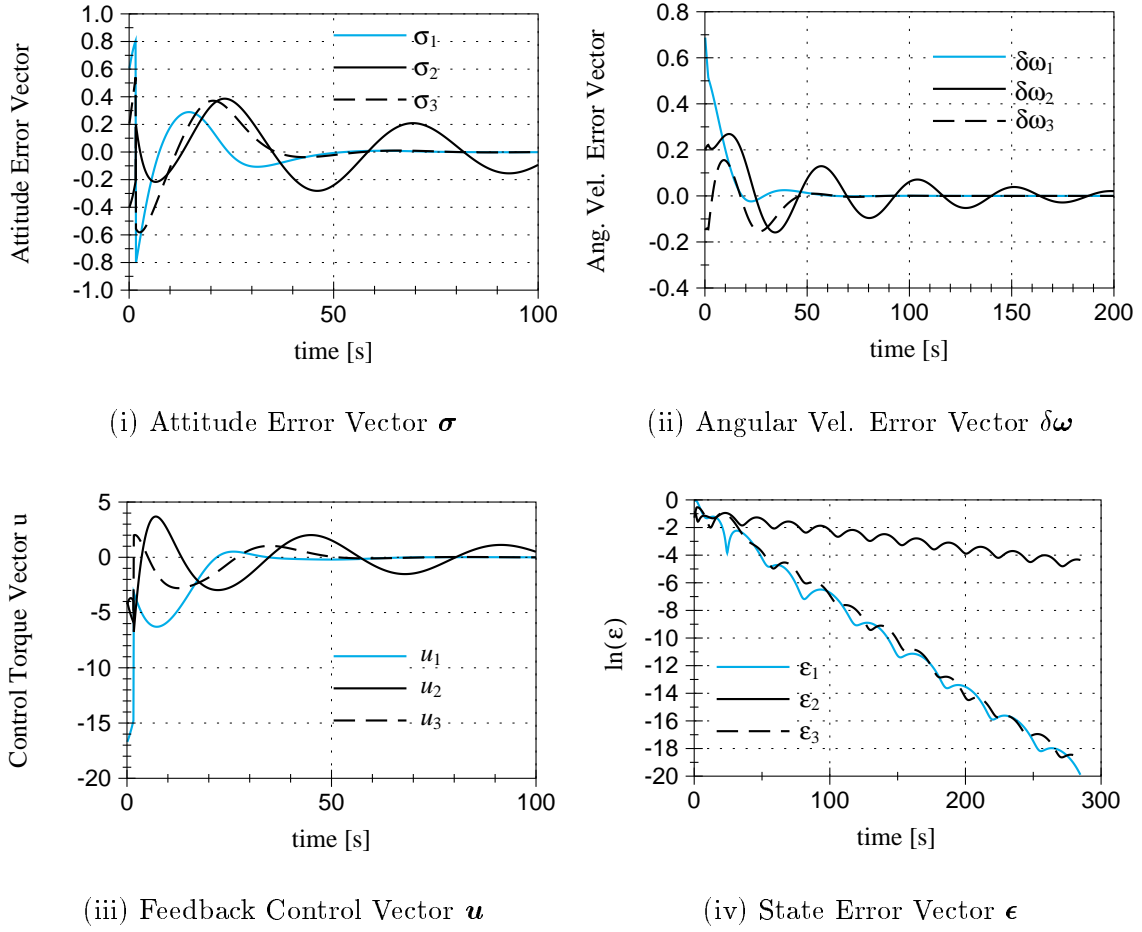 1.0
0.8
0.6
0.4
0.2
0.0
-0.2
-0.4
-0.6
-0.8
-1.0
Attitude Error Vector
σ1
σ2
σ3
0 50 100
time [s]
(i) Attitude Error Vector σ
0.8
0.6
0.4
0.2
0.0
-0.2
-0.4
Ang. Vel. Error Vector
δω1
δω2
δω3
0 50 100 150 200
time [s]
(ii) Angular Vel. Error Vector δω
5
0
-5
-10
-15
-20
Control Torque Vector u
u1
u2
u3
0 50 100
time [s]
(iii) Feedback Control Vector u
0
-2
-4
-6
-8
-10
-12
-14
-16
-18
-20
ln(ε)
ε1
ε2
ε3
0 100 200 300
time [s]
(iv) State Error Vector ϵ